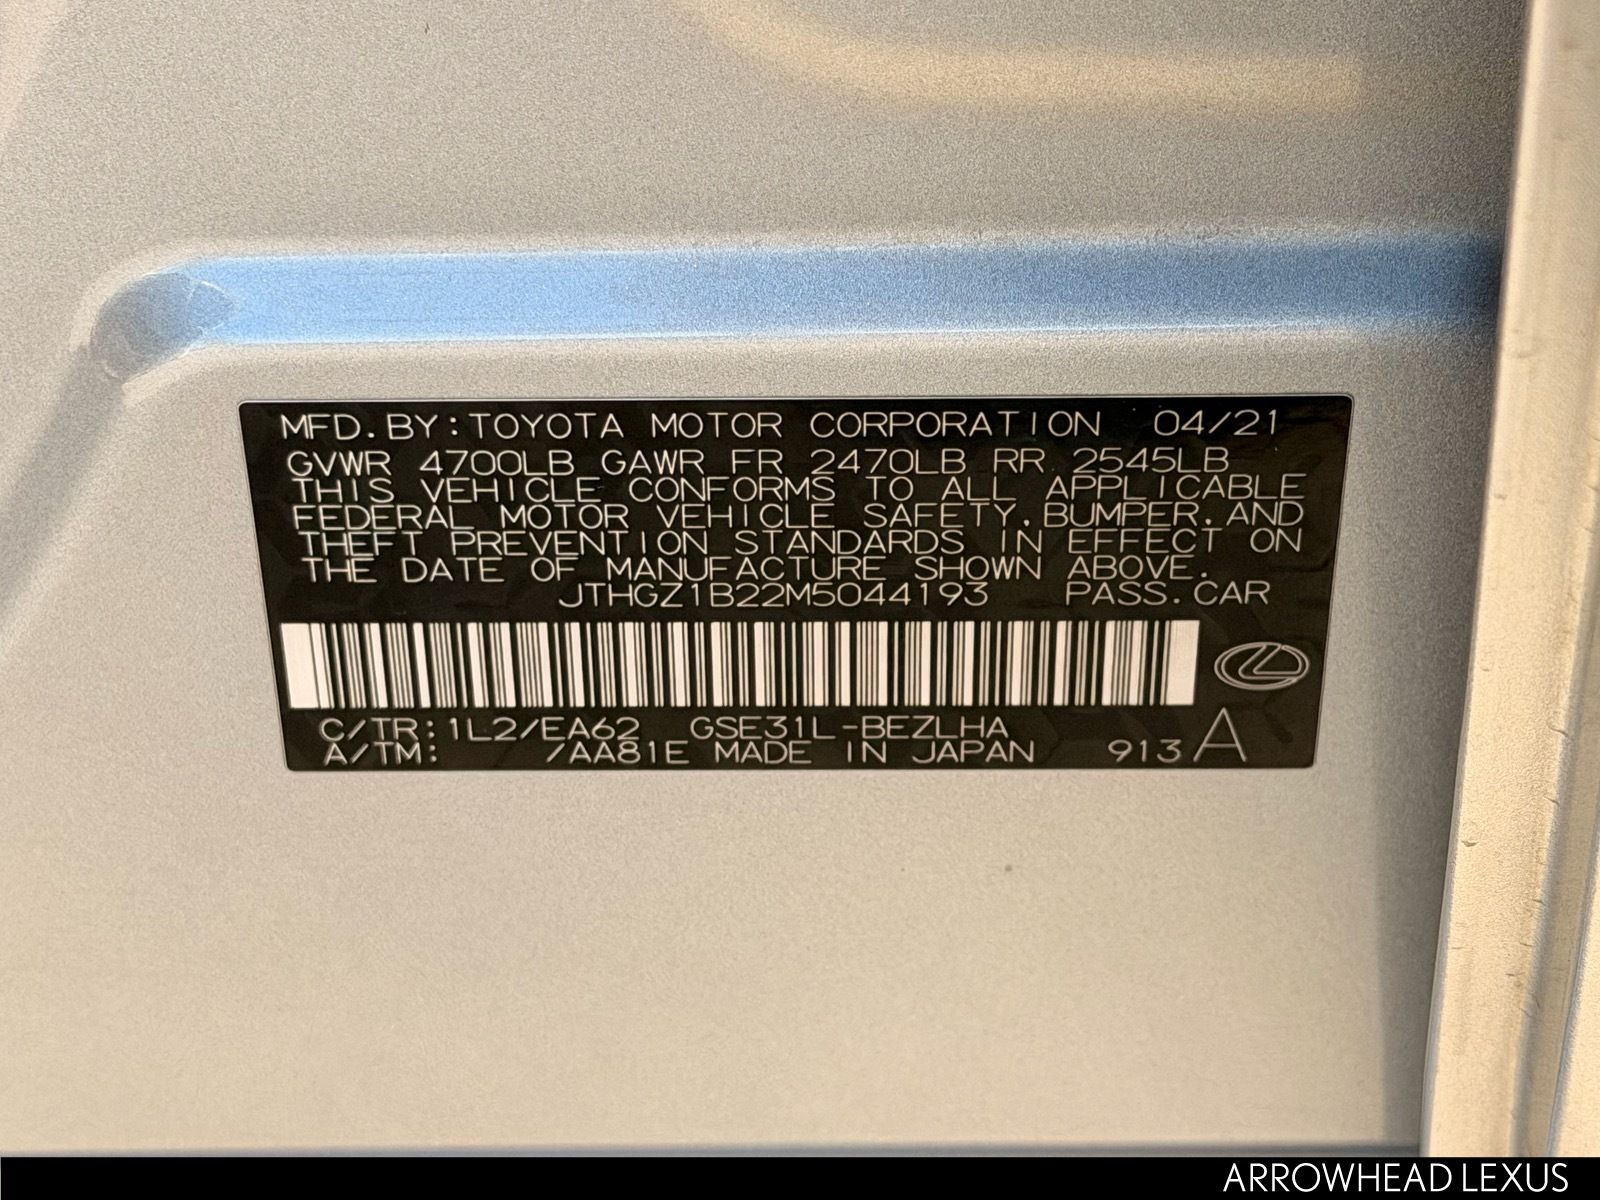 MFD.BY:TOYOTA MOTOR CORPORATION 04/21
GVWR 4700LB GAWR FR 2470LB RR 2545LB
THIS VEHICLE CONFORMS TO ALL APPLICABLE
FEDERAL MOTOR VEHICLE SAFETY,BUMPER,AND
THEFT PREVENTION STANDARDS IN EFFECT ON
THE DATE OF MANUFACTURE SHOWN ABOVE.
JTHGZ1B22M5044193 PASS.CAR
C/TR:1L2/EA62 GSE31L-BEZLHA
A/TM: /AA81E MADE IN JAPAN 913 A
ARROWHEAD LEXUS